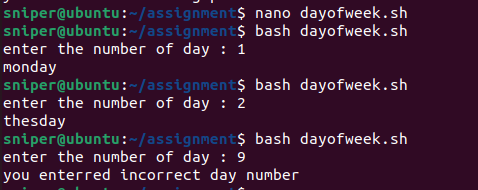 sniper@ubuntu:~/assignment$ nano dayofweek.sh
sniper@ubuntu:~/assignment$ bash dayofweek.sh
enter the number of day : 1
monday
sniper@ubuntu:~/assignment$ bash dayofweek.sh
enter the number of day : 2
thesday
sniper@ubuntu:~/assignment$ bash dayofweek.sh
enter the number of day : 9
you enterred incorrect day number